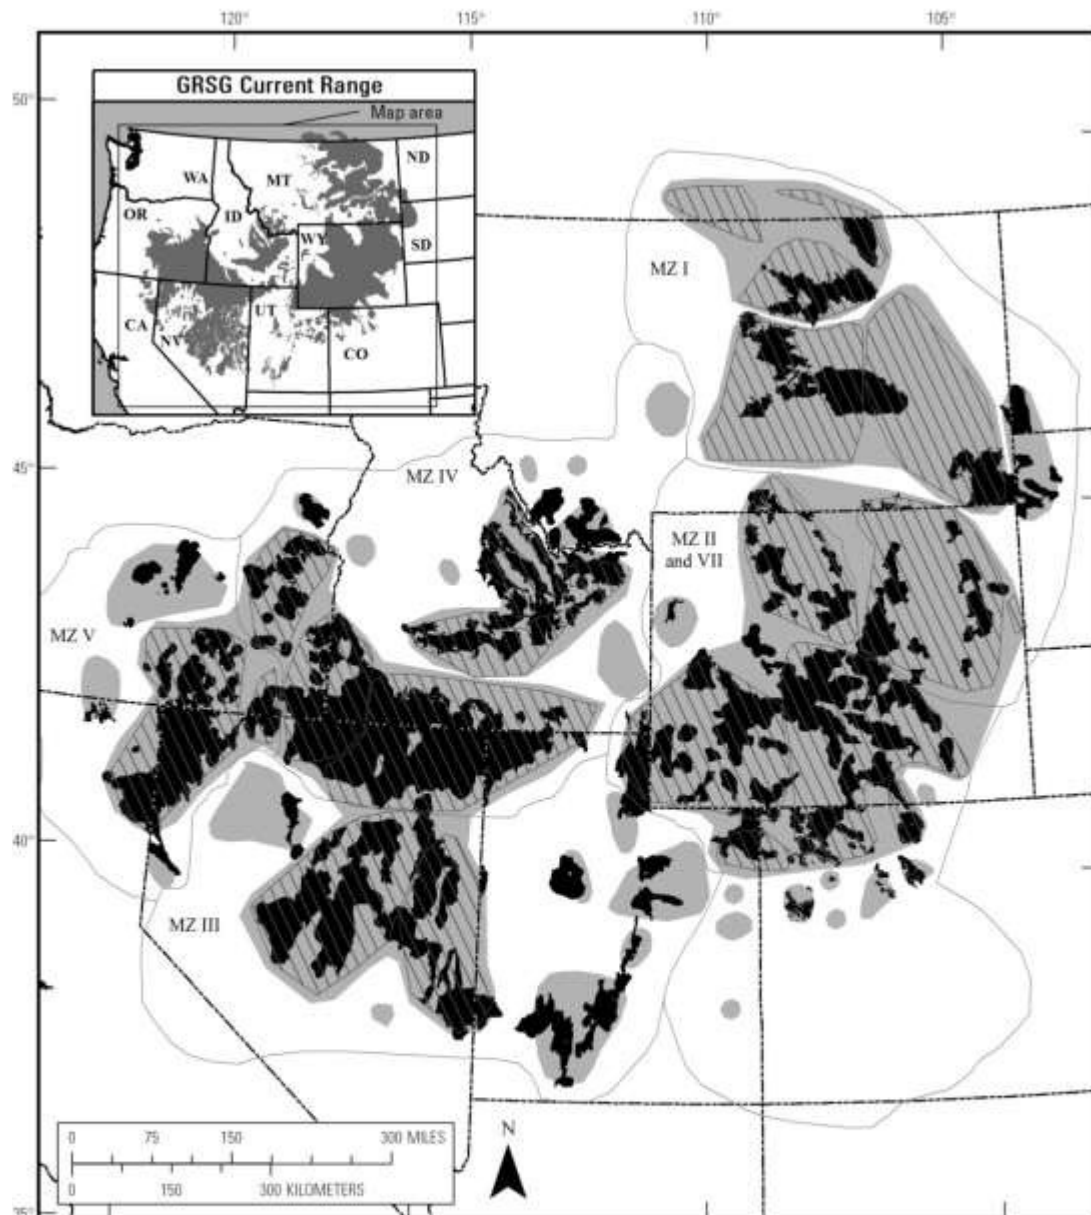 120°
115°
110°
105°
50°
GRSG Current Range
Map area
WA
MT
ND
OR
ID
WY
SD
CA
NV
UT
CO
MZ I
45°
MZ IV
MZ II
and VII
MZ V
40°
MZ III
0 75 150 300 MILES
0 150 300 KILOMETERS
N
35°